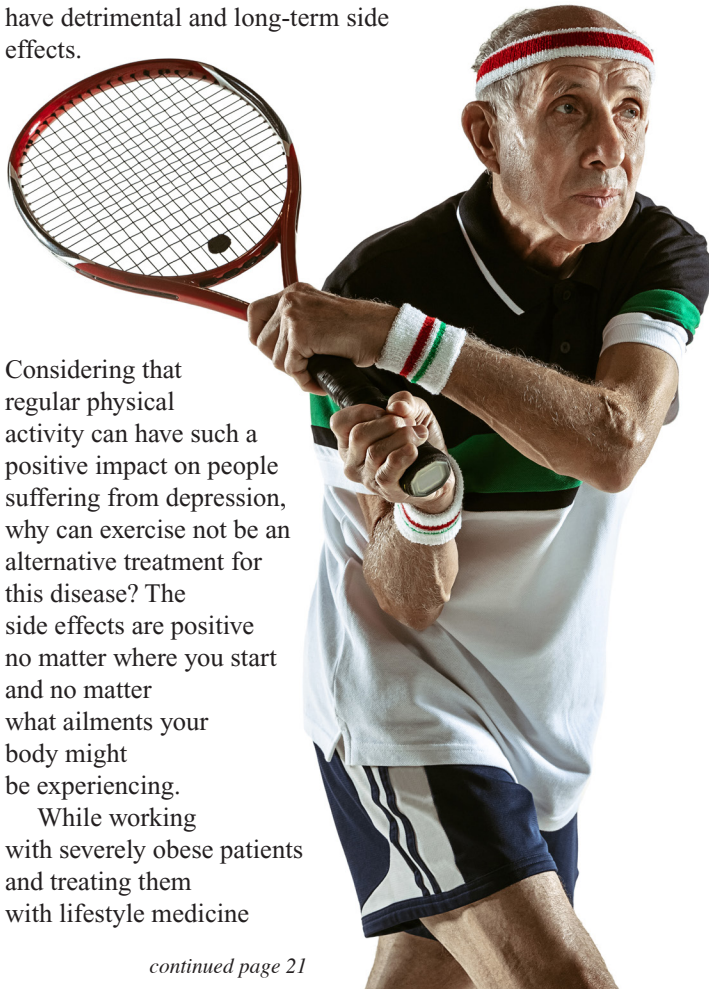 have detrimental and long-term side
effects.
Considering that
regular physical
activity can have such a
positive impact on people
suffering from depression,
why can exercise not be an
alternative treatment for
this disease? The
side effects are positive
no matter where you start
and no matter
what ailments your
body might
be experiencing.
While working
with severely obese patients
and treating them
with lifestyle medicine
continued page 21